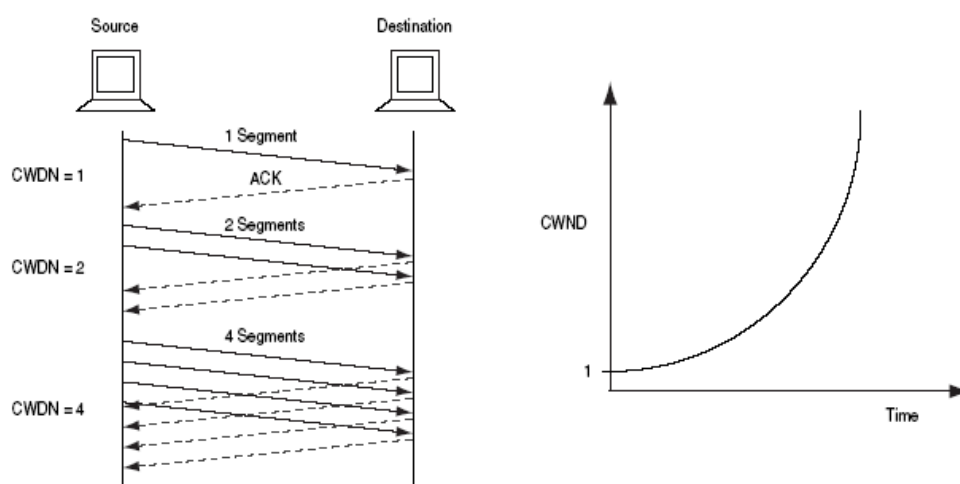 Source
Destination
1 Segment
CWDN = 1
ACK
2 Segments
CWDN = 2
4 Segments
CWDN = 4
CWND
1
Time